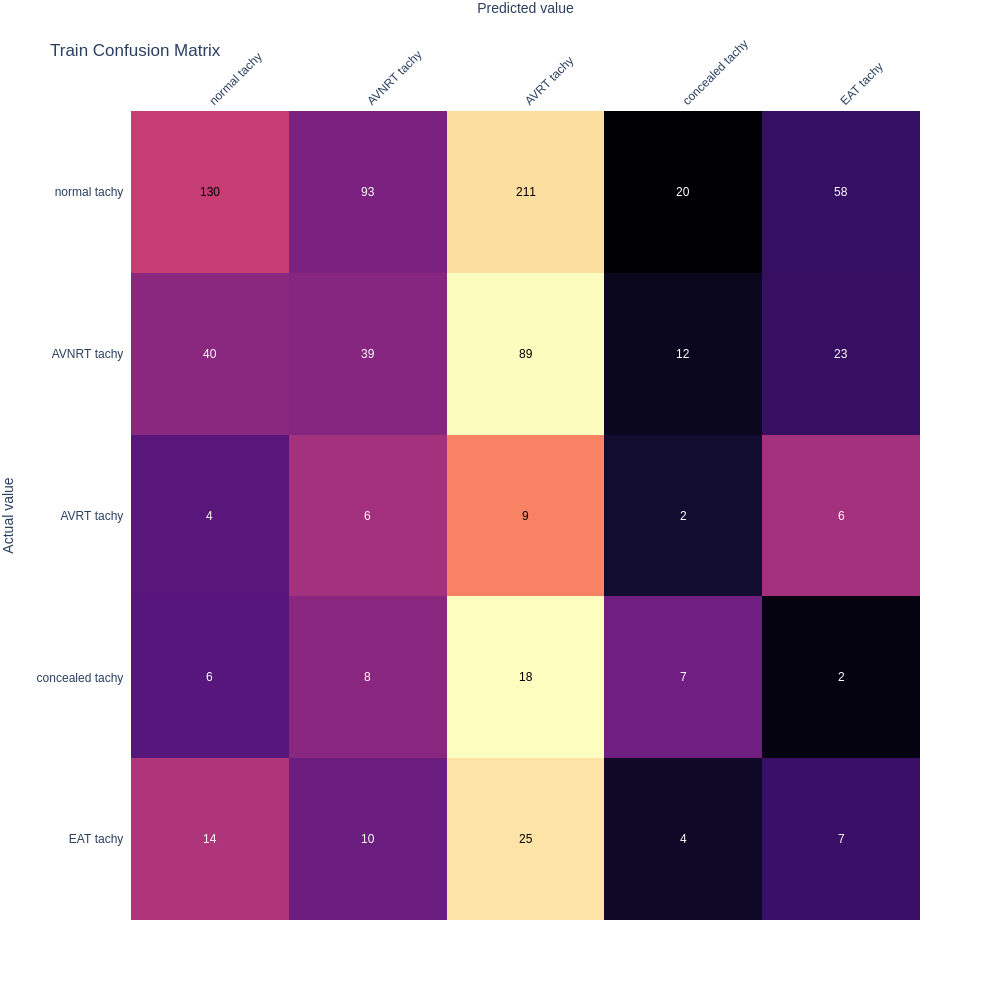 Predicted value
Train Confusion Matrix
normal tachy
AVNRT tachy
AVRT tachy
concealed tachy
EAT tachy
Actual value
normal tachy 130 93 211 20 58
AVNRT tachy 40 39 89 12 23
AVRT tachy 4 6 9 2 6
concealed tachy 6 8 18 7 2
EAT tachy 14 10 25 4 7